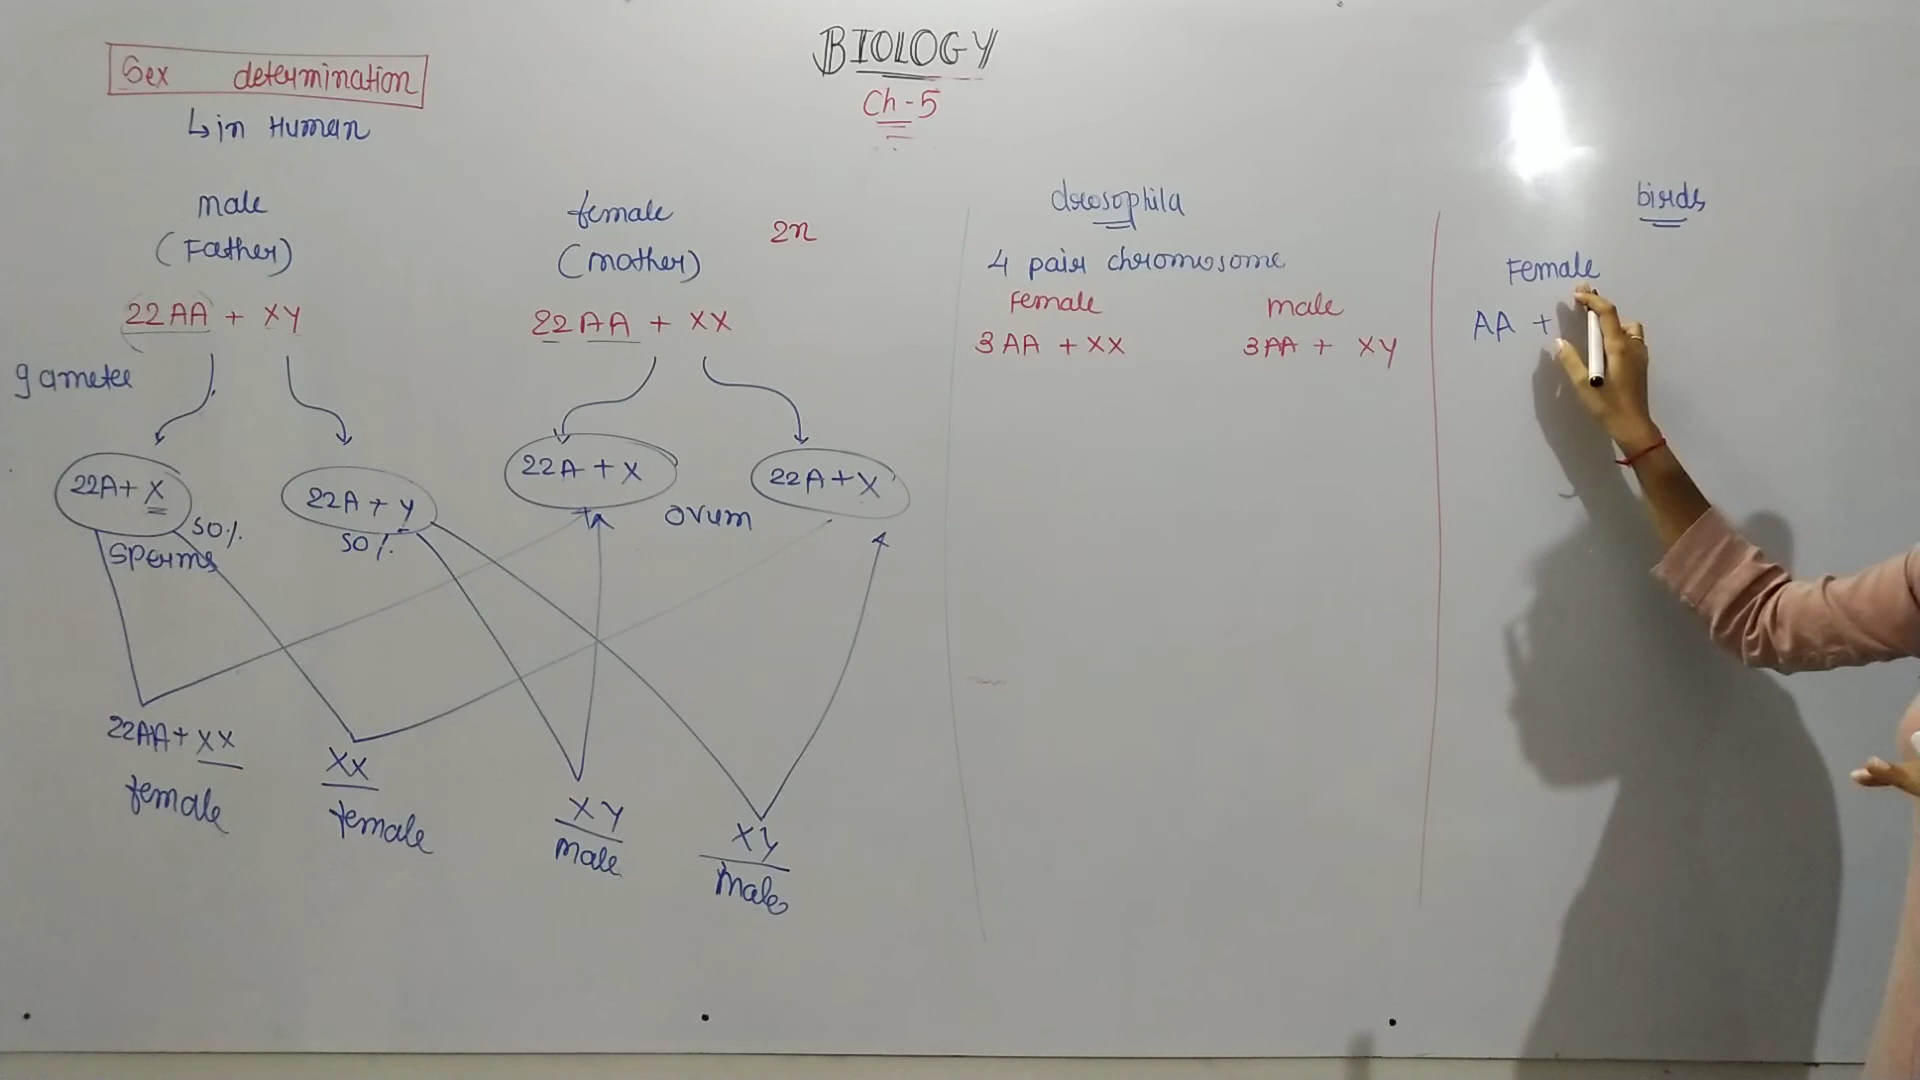 BIOLOGY
Ch-5
Sex determination
↳ in Human
male
(Father)
22AA + XY
female
(mother)
2n
22AA + XX
gametee
22A + X
50%
sperms
22A + y
50%
22A + X
ovum
22A + X
22AA + XX
female
XX
female
XY
male
XY
male
drosophila
4 pair chromosome
female
3AA + XX
male
3AA + XY
birds
Female
AA +